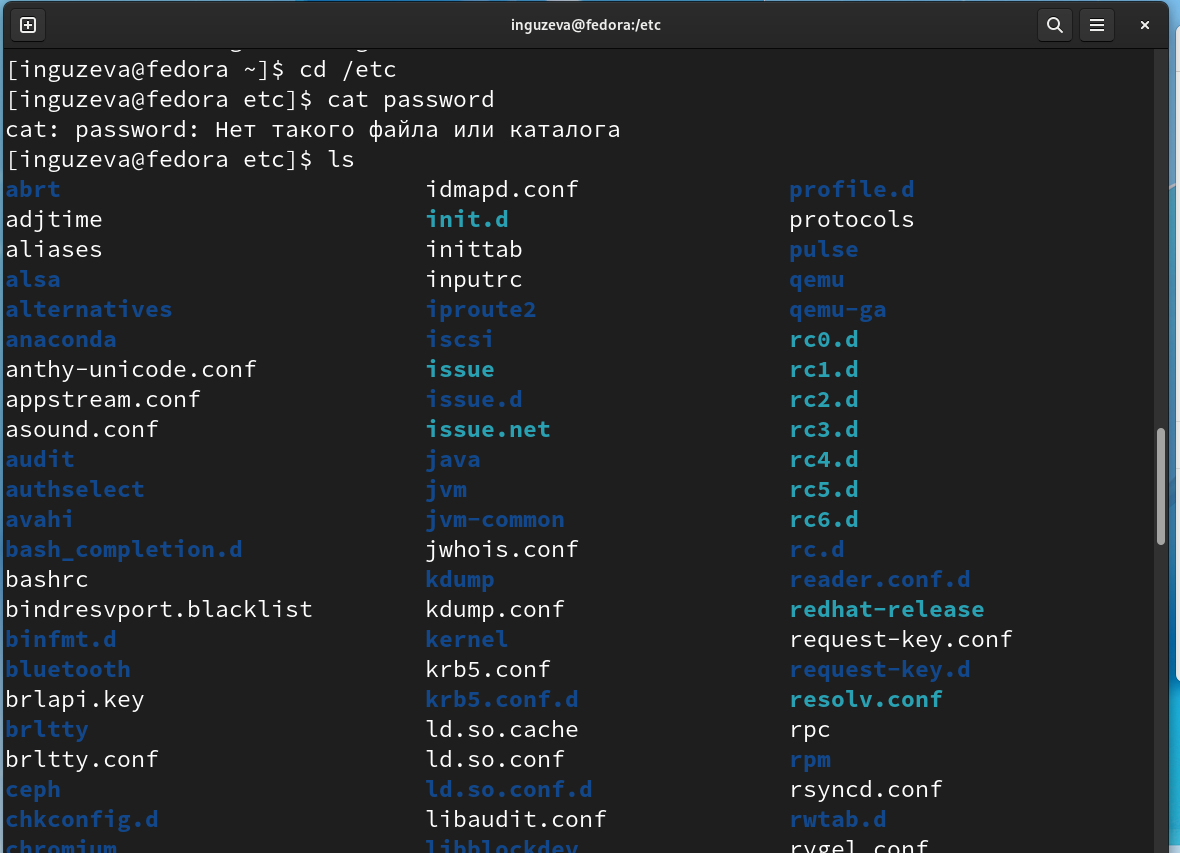 inguzeva@fedora:/etc
[inguzeva@fedora ~]$ cd /etc
[inguzeva@fedora etc]$ cat password
cat: password: Нет такого файла или каталога
[inguzeva@fedora etc]$ ls
abrt idmapd.conf profile.d
adjtime init.d protocols
aliases inittab pulse
alsa inputrc qemu
alternatives iproute2 qemu-ga
anaconda iscsi rc0.d
anthy-unicode.conf issue rc1.d
appstream.conf issue.d rc2.d
asound.conf issue.net rc3.d
audit java rc4.d
authselect jvm rc5.d
avahi jvm-common rc6.d
bash_completion.d jwhois.conf rc.d
bashrc kdump reader.conf.d
bindresvport.blacklist kdump.conf redhat-release
binfmt.d kernel request-key.conf
bluetooth krb5.conf request-key.d
brlapi.key krb5.conf.d resolv.conf
brltty ld.so.cache rpc
brltty.conf ld.so.conf rpm
ceph ld.so.conf.d rsyncd.conf
chkconfig.d libaudit.conf rwtab.d
chromium libblockdev rygel.conf